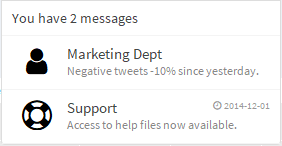 You have 2 messages
Marketing Dept
Negative tweets -10% since yesterday.
Support 2014-12-01
Access to help files now available.